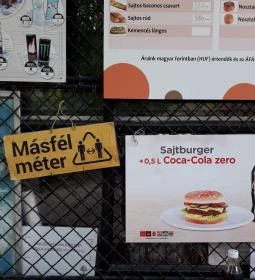 Sajtos baconos csavart
Sajtos rúd
Kemencés lángos
Áraink magyar forintban (HUF) értendők és az ÁFÁ
Másfél
méter
Sajtburger
+0,5 L Coca-Cola zero